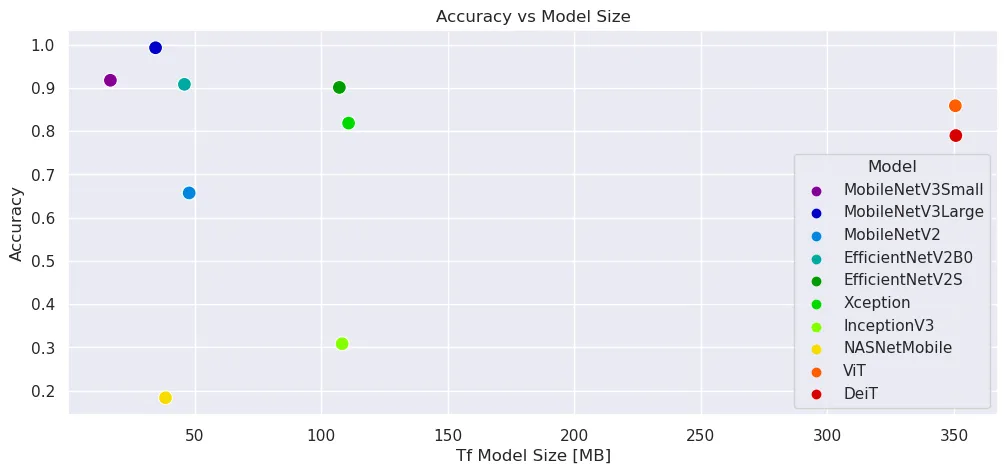 Accuracy vs Model Size
1.0
0.9
0.8
0.7
0.6
0.5
0.4
0.3
0.2
Accuracy
50
100
150
200
250
300
350
Tf Model Size [MB]
Model
MobileNetV3Small
MobileNetV3Large
MobileNetV2
EfficientNetV2B0
EfficientNetV2S
Xception
InceptionV3
NASNetMobile
ViT
DeiT